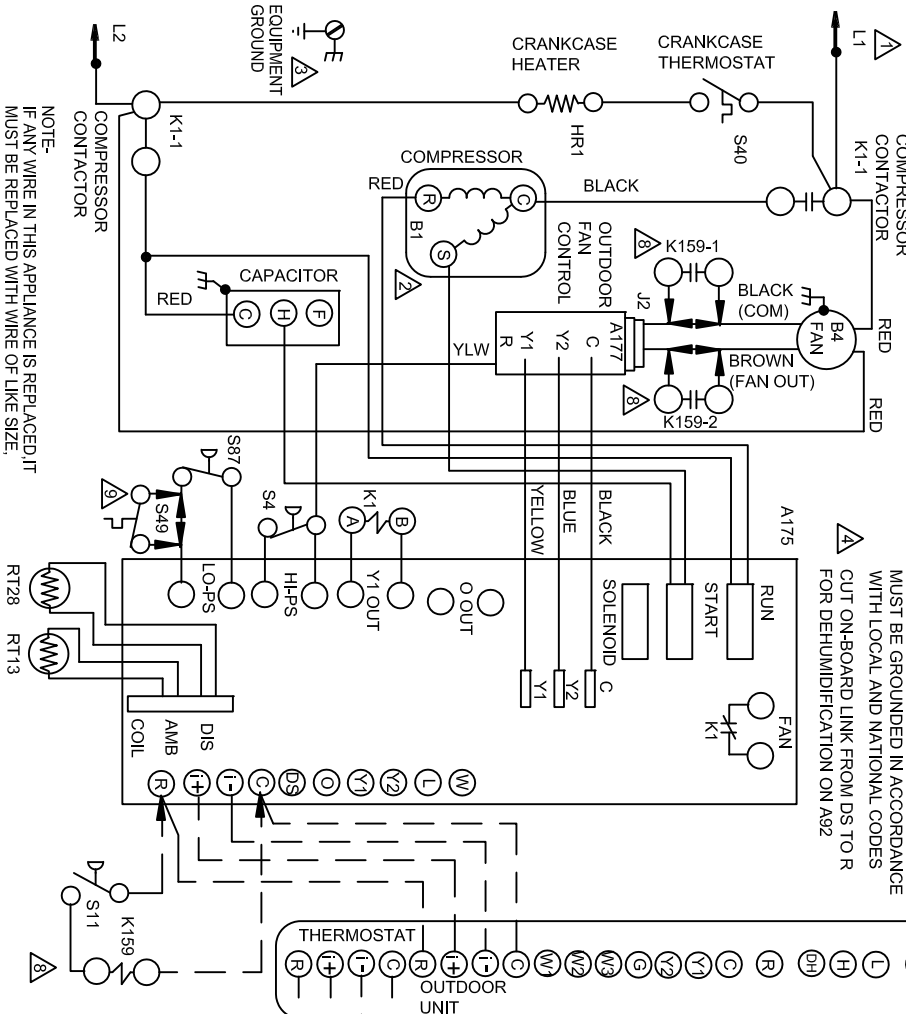 L2
EQUIPMENT
GROUND
3
CRANKCASE
HEATER
CRANKCASE
THERMOSTAT
L1
1
K1-1
HR1
S40
COMPRESSOR
CONTACTOR
K1-1
COMPRESSOR
CONTACTOR
NOTE-
IF ANY WIRE IN THIS APPLIANCE IS REPLACED,IT
MUST BE REPLACED WITH WIRE OF LIKE SIZE,
COMPRESSOR
RED
R
C
BLACK
B1
S
2
OUTDOOR
FAN
CONTROL
8
K159-1
J2
BLACK
(COM)
B4
FAN
RED
CAPACITOR
RED
C
H
F
YLW
R
Y1
Y2
C
A177
BROWN
(FAN OUT)
8
K159-2
RED
S87
9
S49
S4
K1
A
B
YELLOW
BLUE
BLACK
A175
4
MUST BE GROUNDED IN ACCORDANCE
WITH LOCAL AND NATIONAL CODES
CUT ON-BOARD LINK FROM DS TO R
FOR DEHUMIDIFICATION ON A92
RT28
RT13
LO-PS
HI-PS
Y1 OUT
O OUT
SOLENOID
START
RUN
Y1
Y2
C
FAN
K1
COIL
AMB
DIS
R
i+
i-
C
DS
O
Y1
Y2
L
W
S11
K159
8
THERMOSTAT
R
i+
i-
C
R
i+
i-
C
W1
W2
W3
G
Y2
Y1
C
R
DH
H
L
OUTDOOR
UNIT